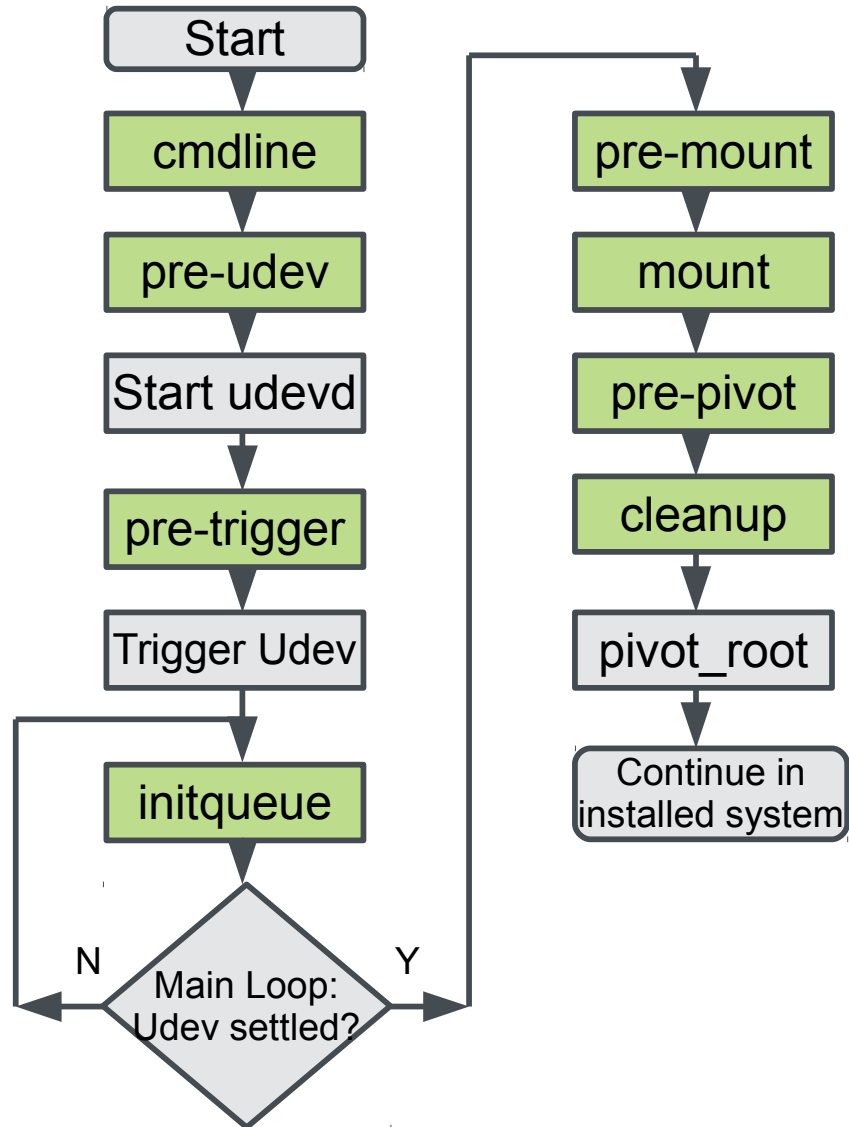 Start
cmdline
pre-udev
Start udevd
pre-trigger
Trigger Udev
initqueue
N
Y
Main Loop:
Udev settled?
pre-mount
mount
pre-pivot
cleanup
pivot_root
Continue in
installed system